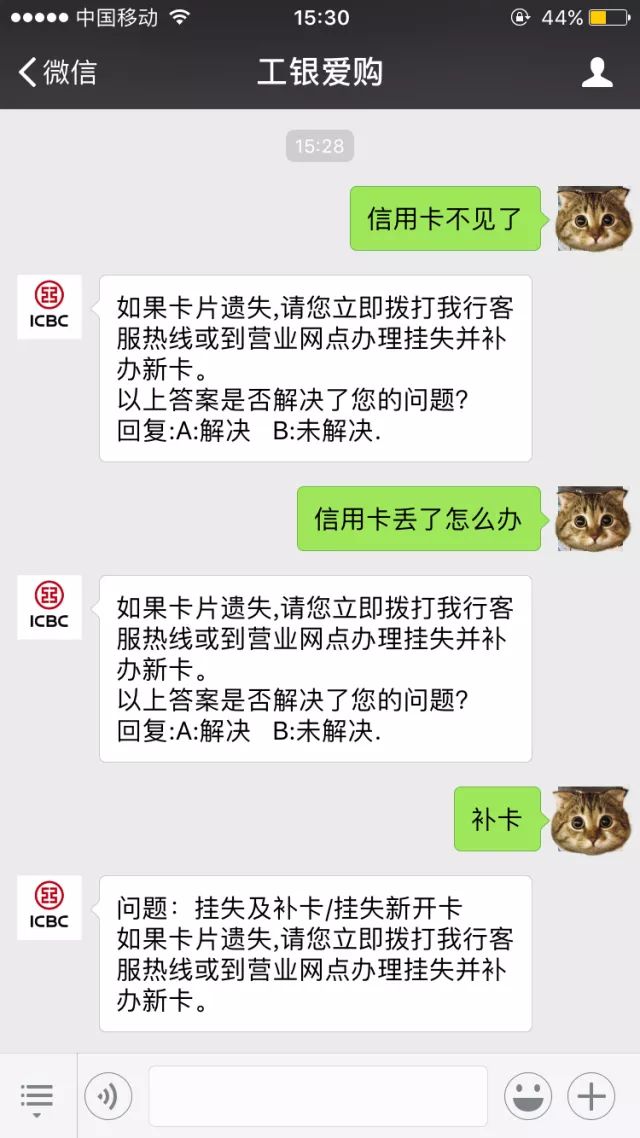 中国移动 15:30 44%
微信 工银爱购
15:28
信用卡不见了
ICBC
如果卡片遗失,请您立即拨打我行客
服热线或到营业网点办理挂失并补
办新卡。
以上答案是否解决了您的问题?
回复:A:解决 B:未解决.
信用卡丢了怎么办
ICBC
如果卡片遗失,请您立即拨打我行客
服热线或到营业网点办理挂失并补
办新卡。
以上答案是否解决了您的问题?
回复:A:解决 B:未解决.
补卡
ICBC
问题：挂失及补卡/挂失新开卡
如果卡片遗失,请您立即拨打我行客
服热线或到营业网点办理挂失并补
办新卡。